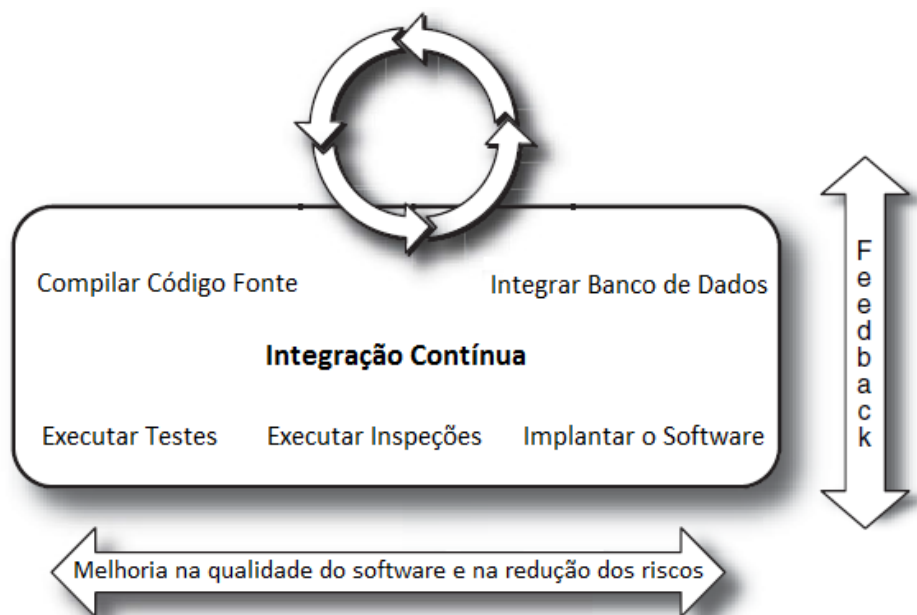 Compilar Código Fonte
Integrar Banco de Dados
Integração Contínua
Executar Testes
Executar Inspeções
Implantar o Software
Feedback
Melhoria na qualidade do software e na redução dos riscos